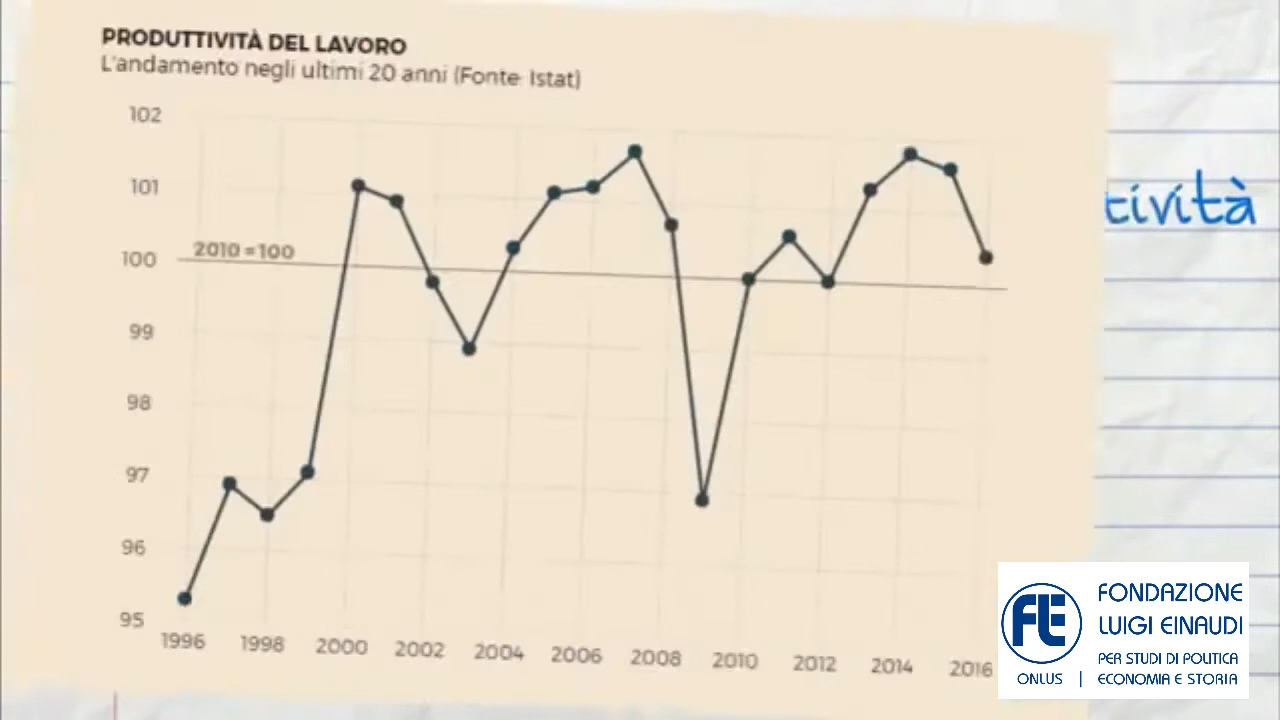 PRODUTTIVITÀ DEL LAVORO
L'andamento negli ultimi 20 anni (Fonte: Istat)
102
101
100
99
98
97
96
95
2010 = 100
1996 1998 2000 2002 2004 2006 2008 2010 2012 2014 2016
tività
FE
FONDAZIONE
LUIGI EINAUDI
PER STUDI DI POLITICA
ONLUS | ECONOMIA E STORIA